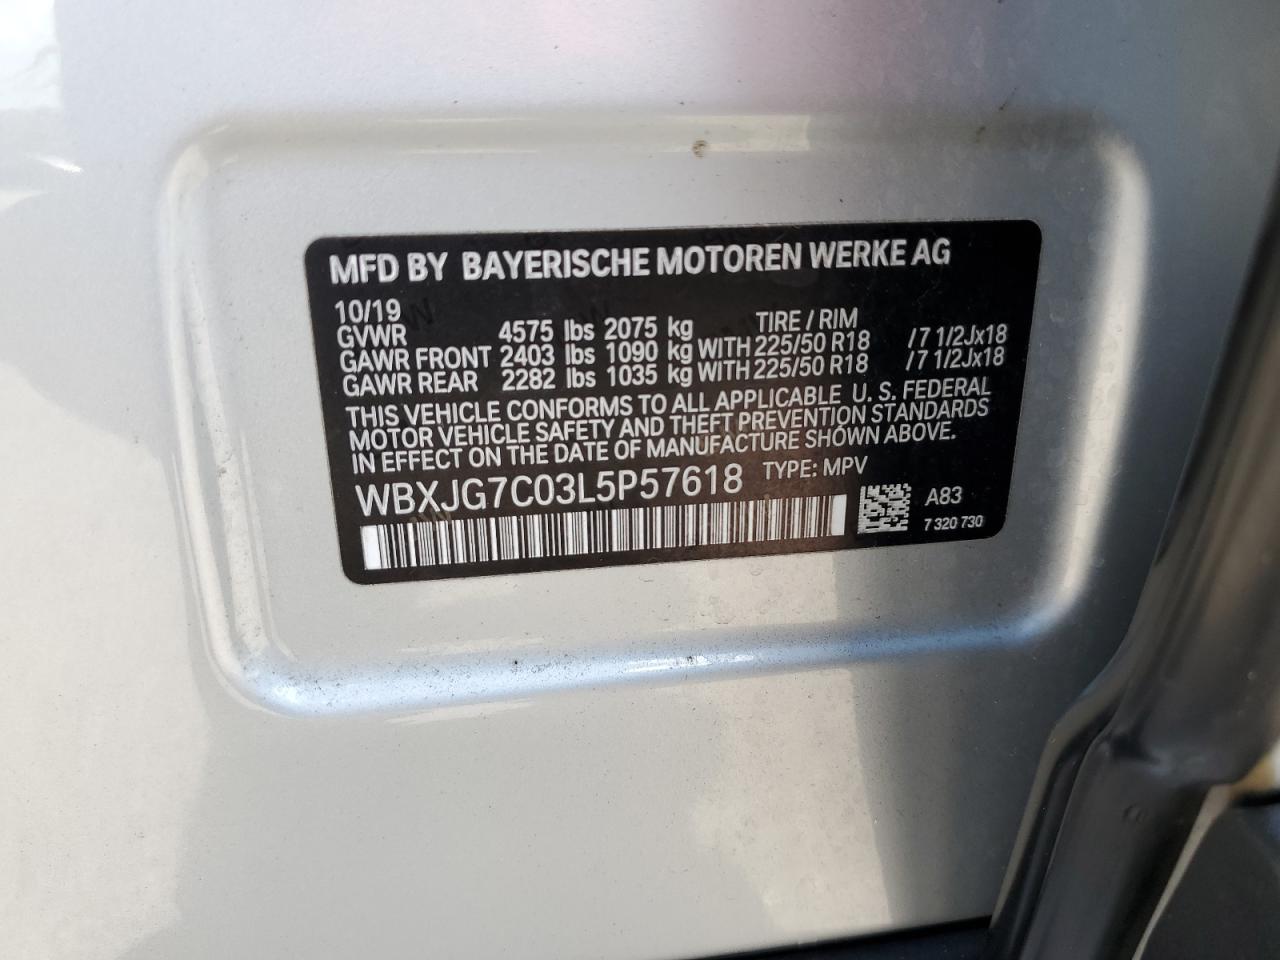 MFD BY BAYERISCHE MOTOREN WERKE AG
10/19 TIRE / RIM
GVWR 4575 lbs 2075 kg
GAWR FRONT 2403 lbs 1090 kg WITH 225/50 R18 /7 1/2Jx18
GAWR REAR 2282 lbs 1035 kg WITH 225/50 R18 /7 1/2Jx18
THIS VEHICLE CONFORMS TO ALL APPLICABLE U. S. FEDERAL
MOTOR VEHICLE SAFETY AND THEFT PREVENTION STANDARDS
IN EFFECT ON THE DATE OF MANUFACTURE SHOWN ABOVE.
WBXJG7C03L5P57618 TYPE: MPV
A83
7 320 730